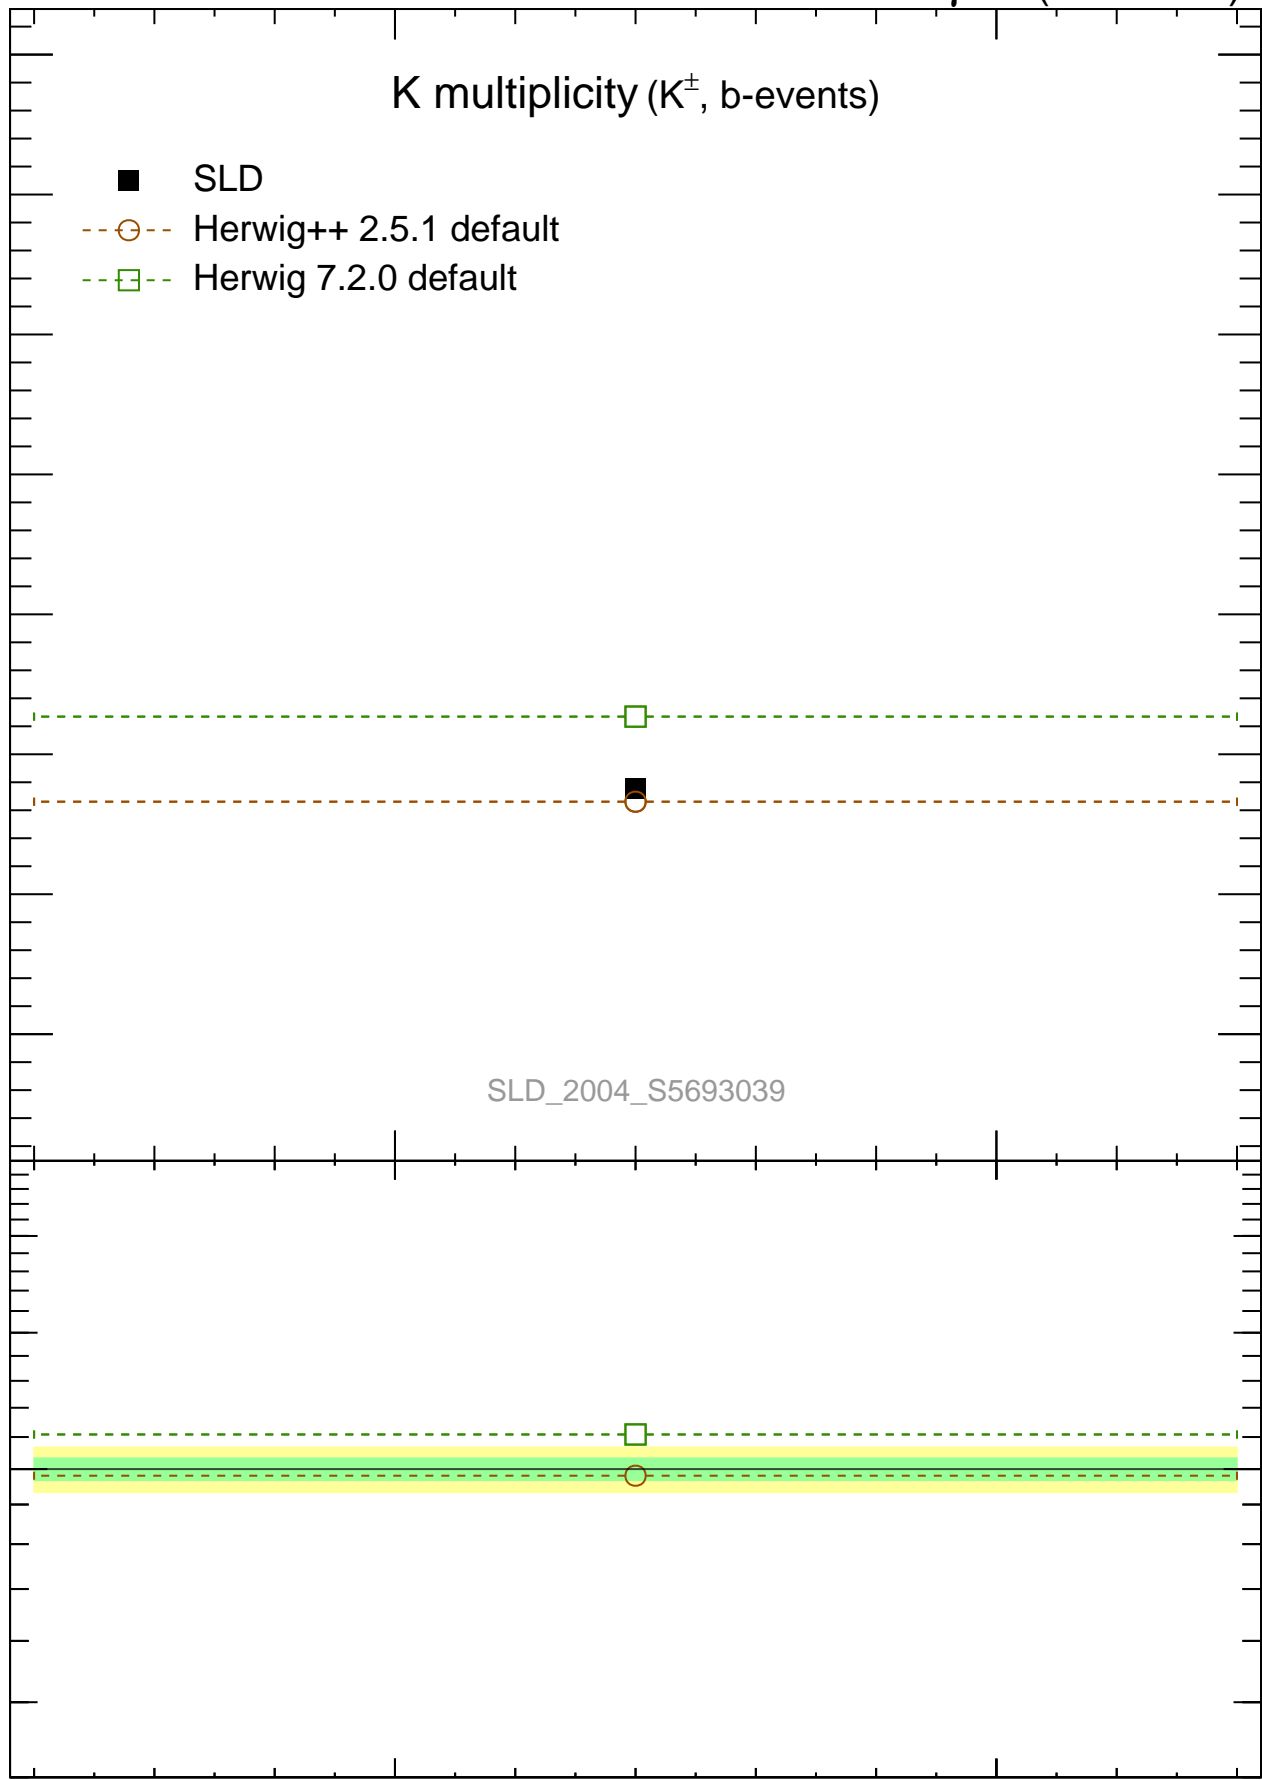 K multiplicity (K±, b-events)
SLD
Herwig++ 2.5.1 default
Herwig 7.2.0 default
SLD_2004_S5693039